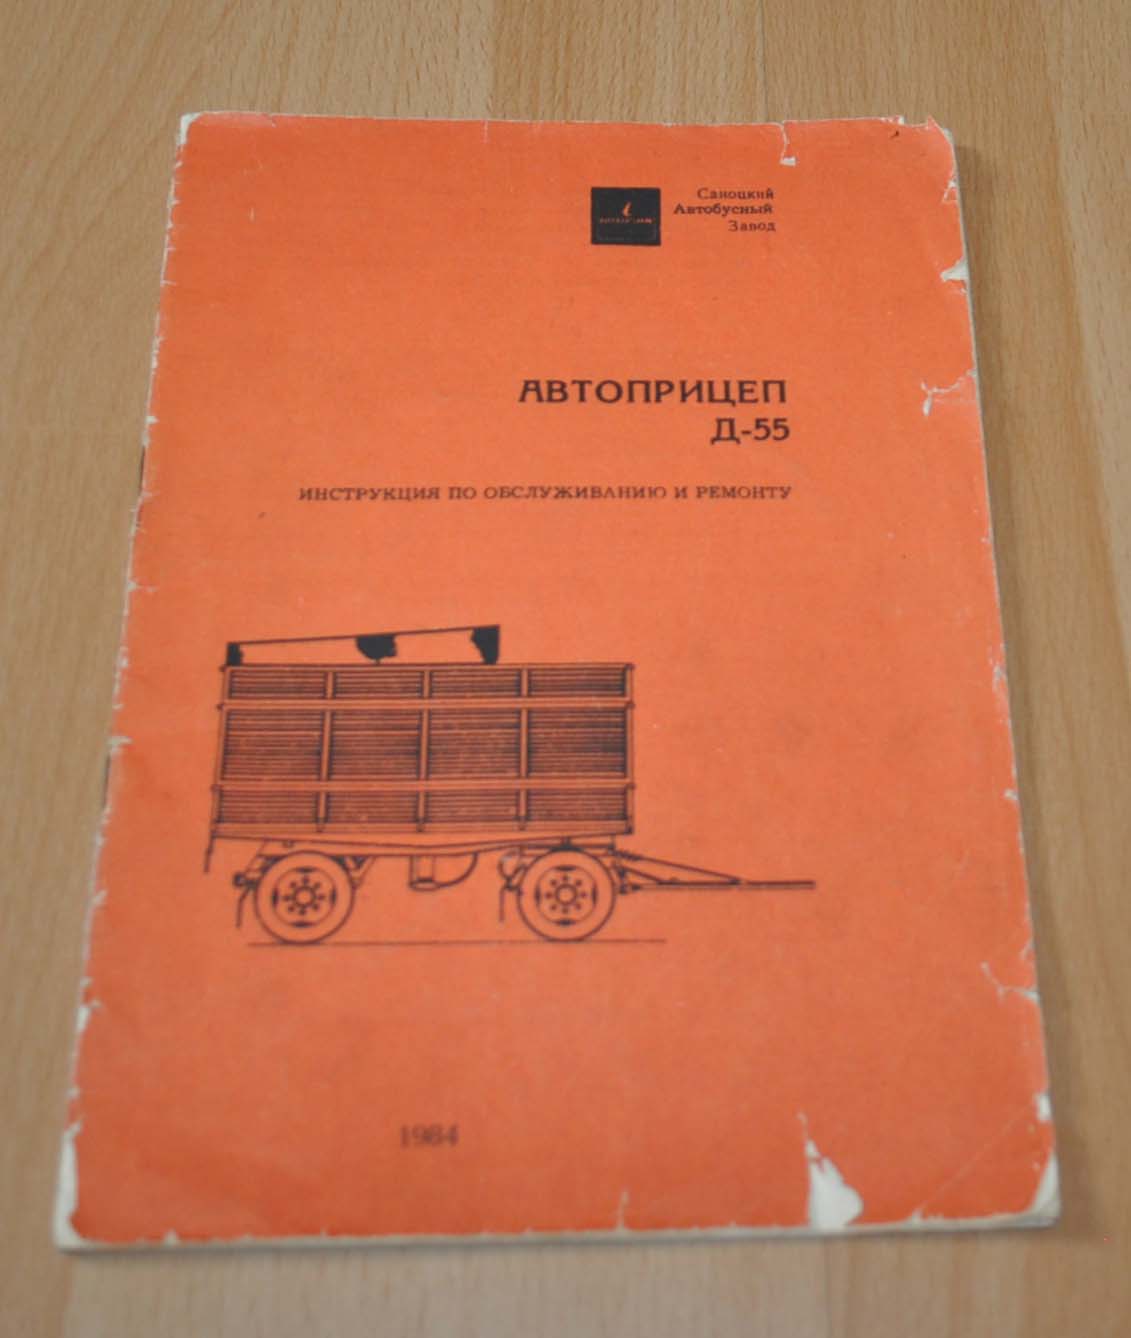 Саноцкий
Автобусный
Завод
АВТОПРИЦЕП
Д-55
ИНСТРУКЦИЯ ПО ОБСЛУЖИВАНИЮ И РЕМОНТУ
1984